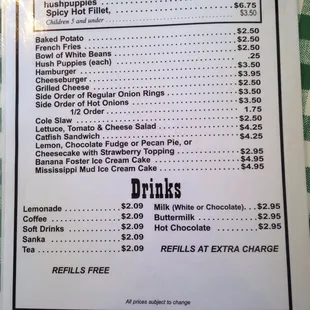 hushpuppies ........ $6.75
Spicy Hot Fillet, $3.50
Children 5 and under
Baked Potato ........ $2.50
French Fries ........ $2.50
Bowl of White Beans ........ $2.50
Hush Puppies (each) ........ .25
Hamburger ........ $3.50
Cheeseburger ........ $3.95
Grilled Cheese ........ $2.50
Side Order of Regular Onion Rings ........ $3.50
Side Order of Hot Onions ........ $3.50
1/2 Order ........ 1.75
Cole Slaw ........ $2.50
Lettuce, Tomato & Cheese Salad ........ $4.25
Catfish Sandwich ........ $4.25
Lemon, Chocolate Fudge or Pecan Pie, or
Cheesecake with Strawberry Topping ........ $2.95
Banana Foster Ice Cream Cake ........ $4.95
Mississippi Mud Ice Cream Cake ........ $4.95
Drinks
Lemonade ........ $2.09
Coffee ........ $2.09
Soft Drinks ........ $2.09
Sanka ........ $2.09
Tea ........ $2.09
REFILLS FREE
Milk (White or Chocolate). . . $2.95
Buttermilk ........ $2.95
Hot Chocolate ........ $2.95
REFILLS AT EXTRA CHARGE
All prices subject to change